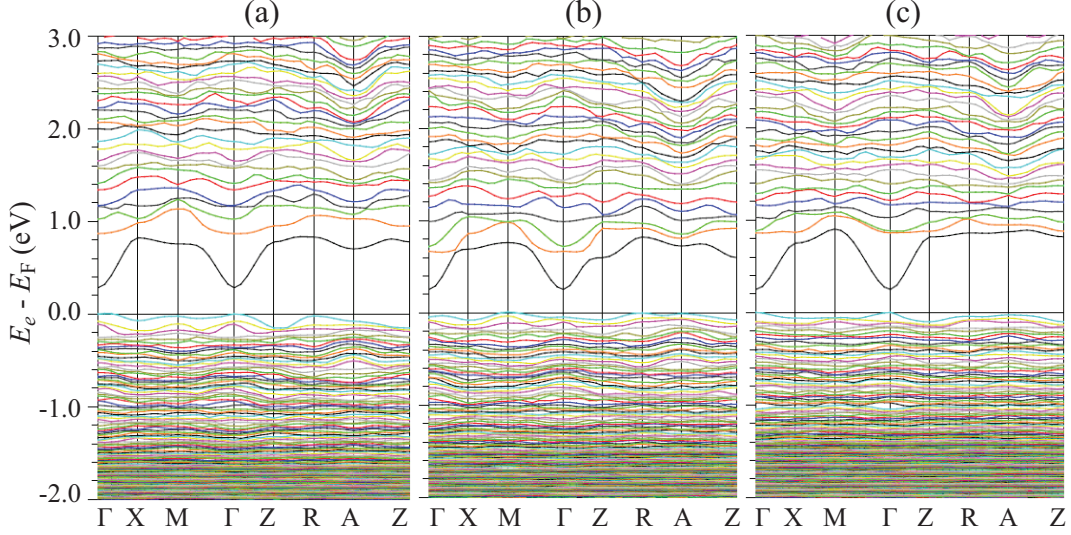 (a) (b) (c)
3.0
2.0
1.0
0.0
-1.0
-2.0
E_e - E_F (eV)
Γ X M Γ Z R A Z
Γ X M Γ Z R A Z
Γ X M Γ Z R A Z